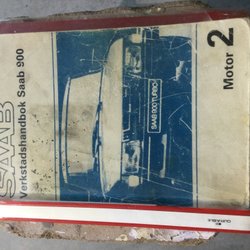 SAAB
Verkstadshandbok Saab 900
SAAB 900 TURBO
Motor 2